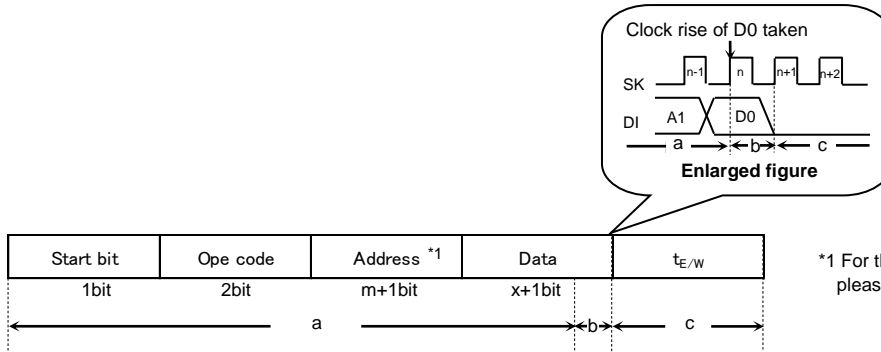 Clock rise of D0 taken
SK n-1 n n+1 n+2
DI A1 D0
a b c
Enlarged figure
Start bit Ope code Address *1 Data tE/W
1bit 2bit m+1bit x+1bit
a b c
*1 For th
pleas